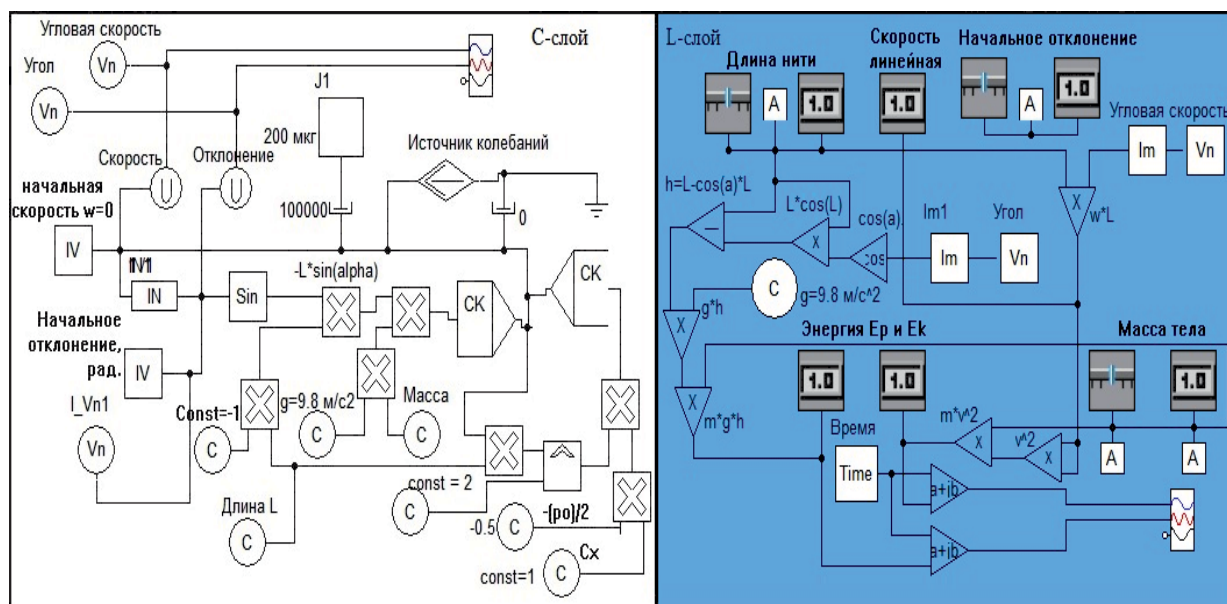 Угловая скорость
С-слой
Vn
Угол
Vn
J1
200 мкг
Источник колебаний
Скорость
Отклонение
U
U
начальная
скорость w=0
100000
0
IV
IN
Sin
-L*sin(alpha)
СК
СК
Начальное
отклонение,
рад.
IV
I_Vn1
Vn
Const=-1
g=9.8 м/с2
Масса
C
C
C
const = 2
Длина L
C
C
-0.5
C
-(po)/2
Cx
const=1
C
L-слой
Длина нити
Скорость
линейная
Начальное отклонение
A
1.0
1.0
A
1.0
Угловая скорость
Im
Vn
h=L-cos(a)*L
L*cos(L)
cos(a).
Im1
Угол
X
w*L
–
X
cos
Im
Vn
C
g=9.8 м/с^2
g*h
X
Энергия Ep и Ek
Масса тела
1.0
1.0
1.0
X
m*g*h
m*v^2
v^2
X
X
A
A
Время
Time
a+jb
a+jb